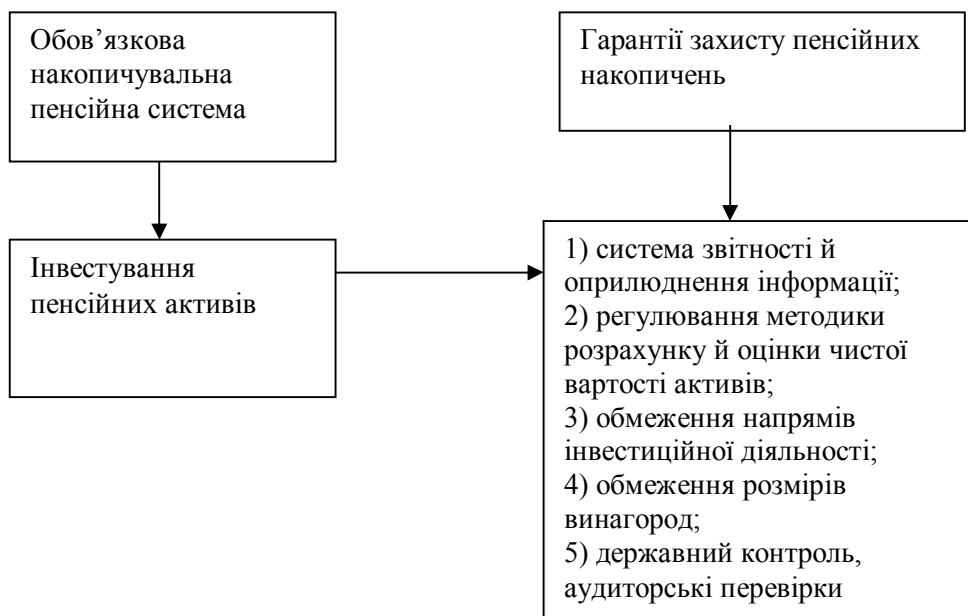 Обов’язкова
накопичувальна
пенсійна система
Гарантії захисту пенсійних
накопичень
Інвестування
пенсійних активів
1) система звітності й
оприлюднення інформації;
2) регулювання методики
розрахунку й оцінки чистої
вартості активів;
3) обмеження напрямів
інвестиційної діяльності;
4) обмеження розмірів
винагород;
5) державний контроль,
аудиторські перевірки